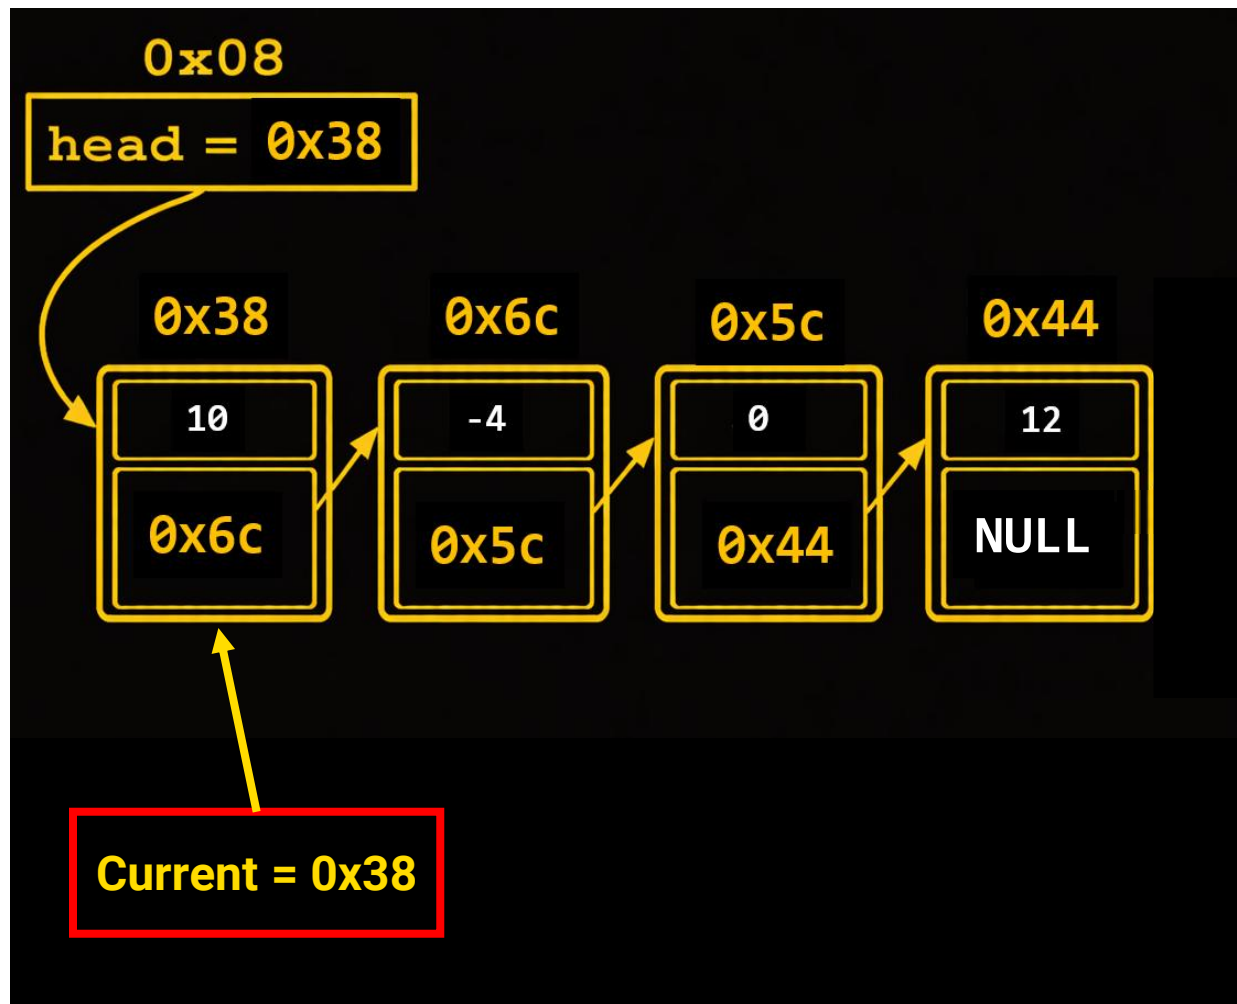 0x08
head = 0x38
0x38 0x6c 0x5c 0x44
10 -4 0 12
0x6c 0x5c 0x44 NULL
Current = 0x38